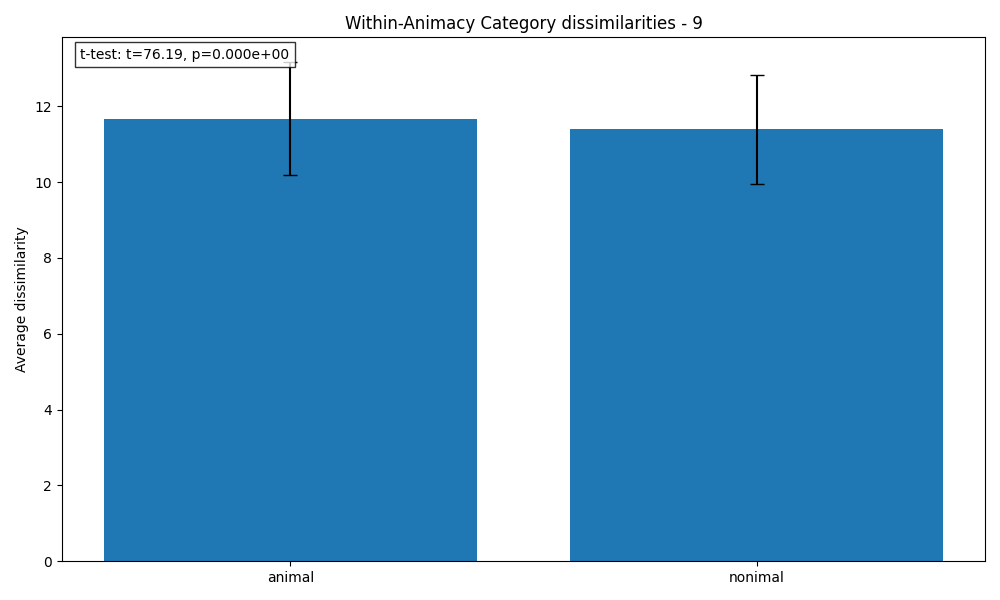 Within-Animacy Category dissimilarities - 9
t-test: t=76.19, p=0.000e+00
Average dissimilarity
12
10
8
6
4
2
0
animal
nonimal